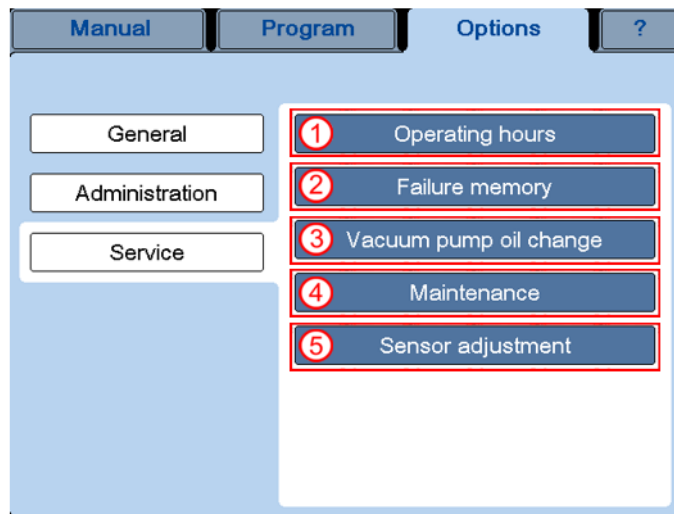 Manual Program Options ?
General
Administration
Service
1 Operating hours
2 Failure memory
3 Vacuum pump oil change
4 Maintenance
5 Sensor adjustment